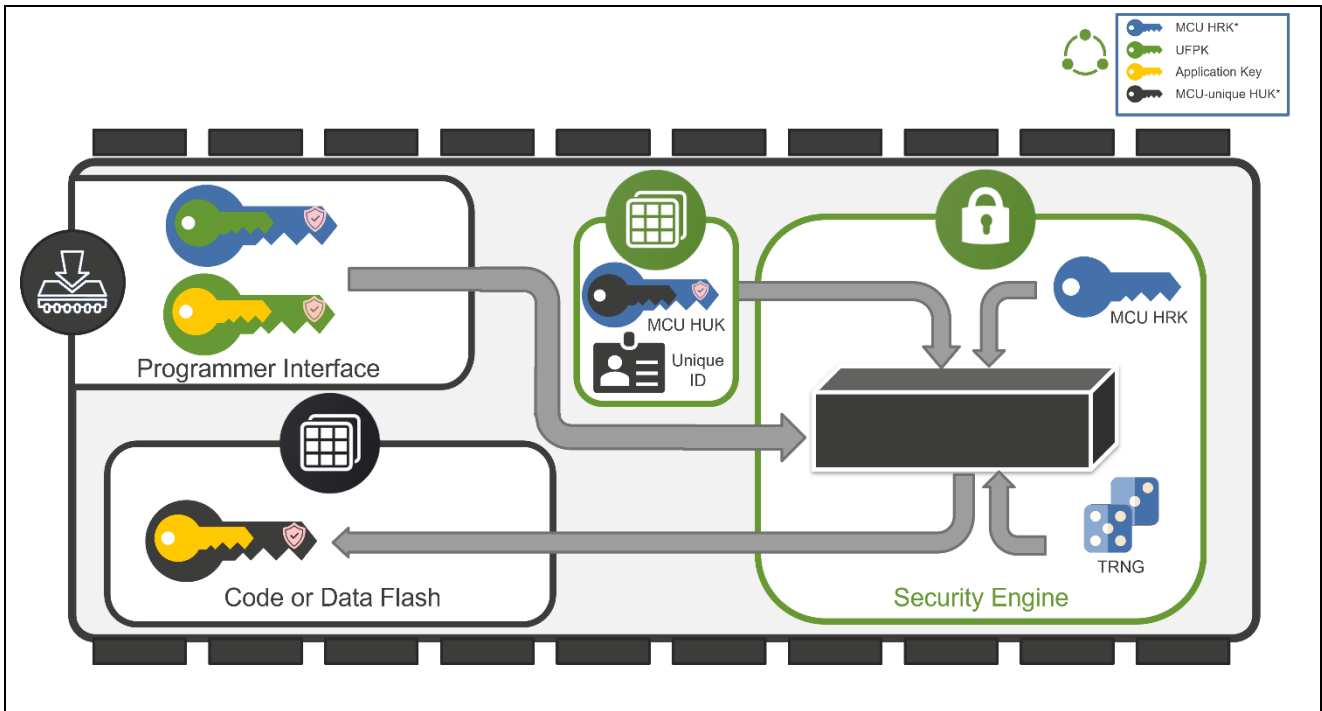 MCU HRK*
UFPK
Application Key
MCU-unique HUK*
Programmer Interface
MCU HUK
Unique
ID
MCU HRK
TRNG
Code or Data Flash
Security Engine